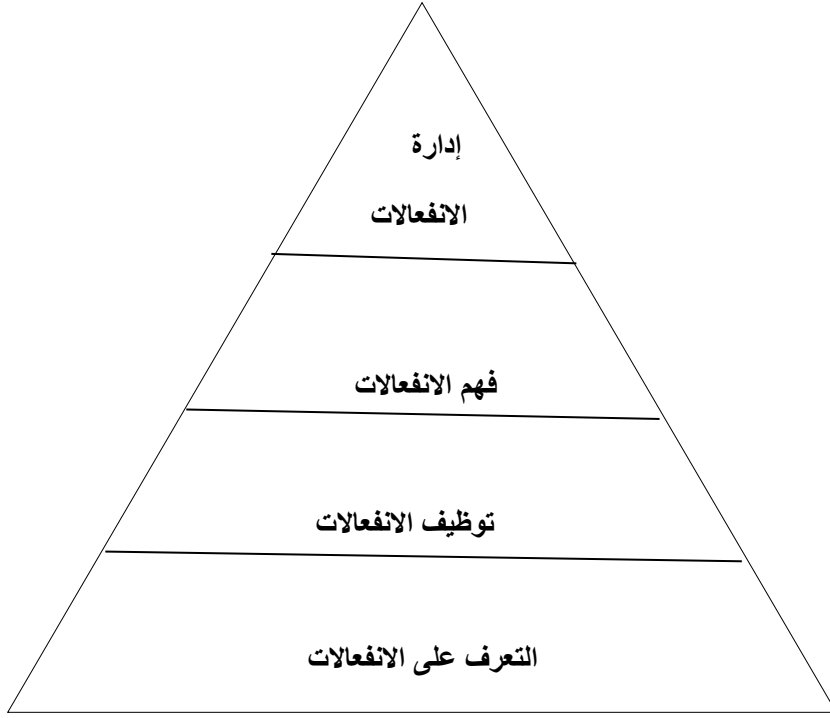 إدارة
الانفعالات
فهم الانفعالات
توظيف الانفعالات
التعرف على الانفعالات